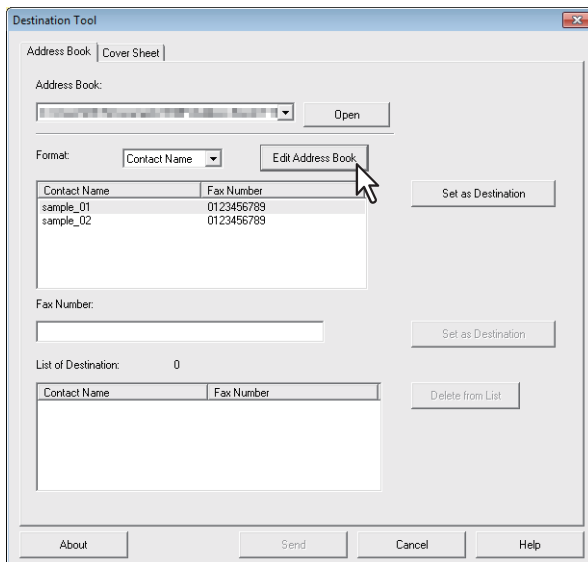 Destination Tool
Address Book Cover Sheet
Address Book:
Open
Format: Contact Name Edit Address Book
Contact Name Fax Number
sample_01 0123456789
sample_02 0123456789
Set as Destination
Fax Number:
Set as Destination
List of Destination: 0
Contact Name Fax Number
Delete from List
About Send Cancel Help